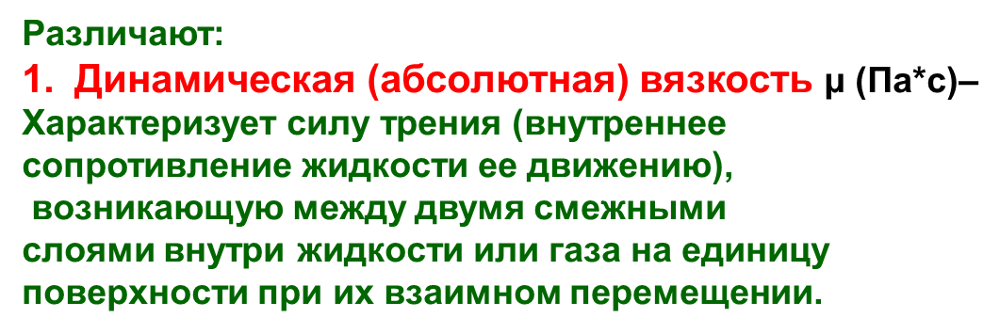 Различают:
1. Динамическая (абсолютная) вязкость μ (Па*с)–
Характеризует силу трения (внутреннее
сопротивление жидкости ее движению),
возникающую между двумя смежными
слоями внутри жидкости или газа на единицу
поверхности при их взаимном перемещении.